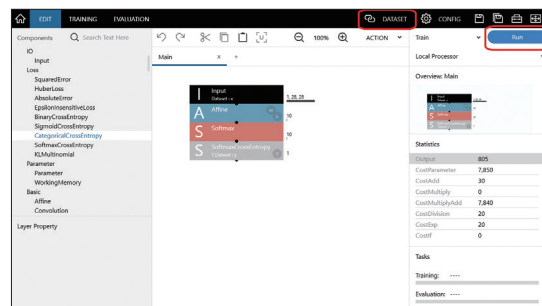 EDIT TRAINING EVALUATION DATASET CONFIG
Components Search Text Here 100% ACTION Train Run
IO
Input
Loss
SquaredError
HuberLoss
AbsoluteError
EpsilonInsensitiveLoss
BinaryCrossEntropy
SigmoidCrossEntropy
CategoricalCrossEntropy
SoftmaxCrossEntropy
KLMultinomial
Parameter
Parameter
WorkingMemory
Basic
Affine
Convolution
Layer Property
Main × +
I Input
Dataset : x
1, 28, 28
A Affine
10
S Softmax
10
S SoftmaxCrossEntropy
1
Local Processor
Overview: Main
Statistics
Output 805
CostParameter 7,850
CostAdd 30
CostMultiply 0
CostMultiplyAdd 7,840
CostDivision 20
CostExp 20
CostIf 0
Tasks
Training: ----
Evaluation: ----